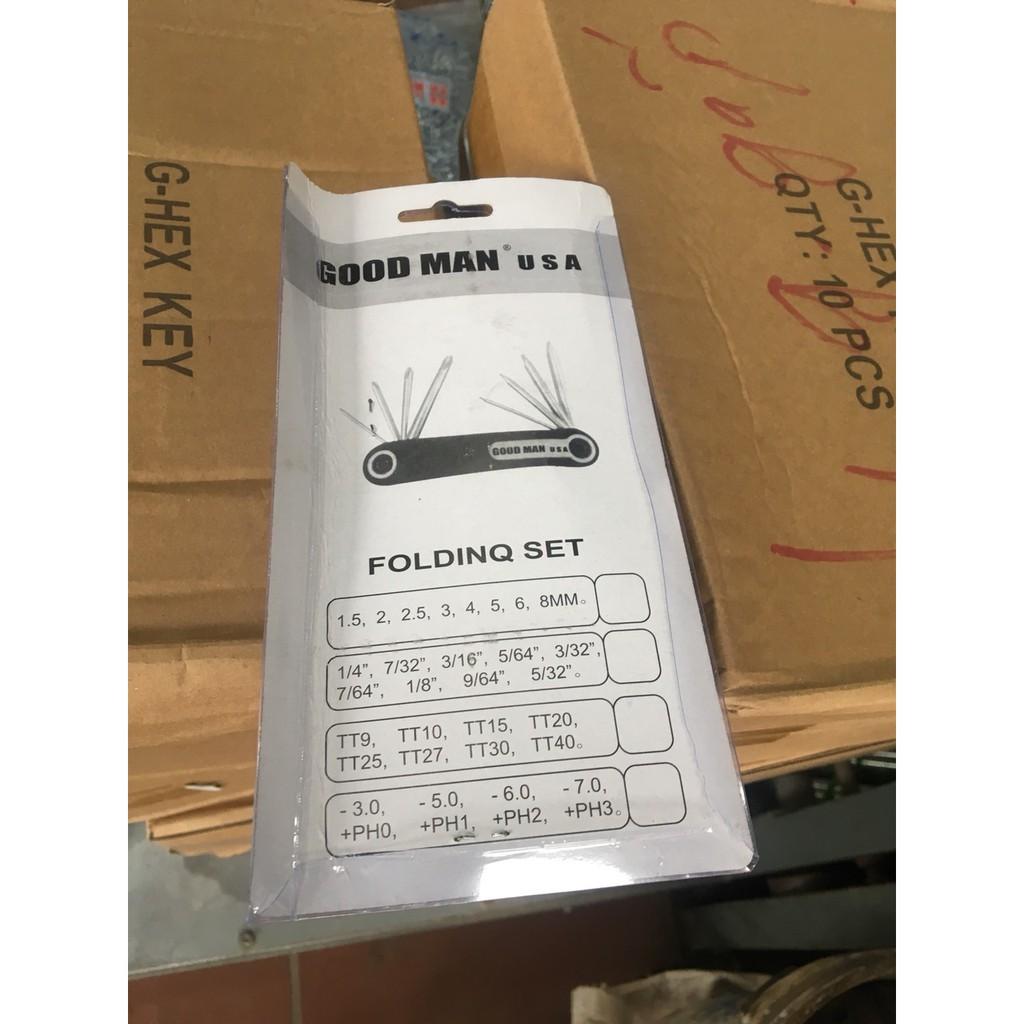 G-HEX KEY
G-HEX
QTY: 10 PCS
GOOD MAN® USA
GOOD MAN USA
FOLDINQ SET
1.5, 2, 2.5, 3, 4, 5, 6, 8MM。
1/4”, 7/32”, 3/16”, 5/64”, 3/32”,
7/64”, 1/8”, 9/64”, 5/32”。
TT9, TT10, TT15, TT20,
TT25, TT27, TT30, TT40。
- 3.0, - 5.0, - 6.0, - 7.0,
+PH0, +PH1, +PH2, +PH3。